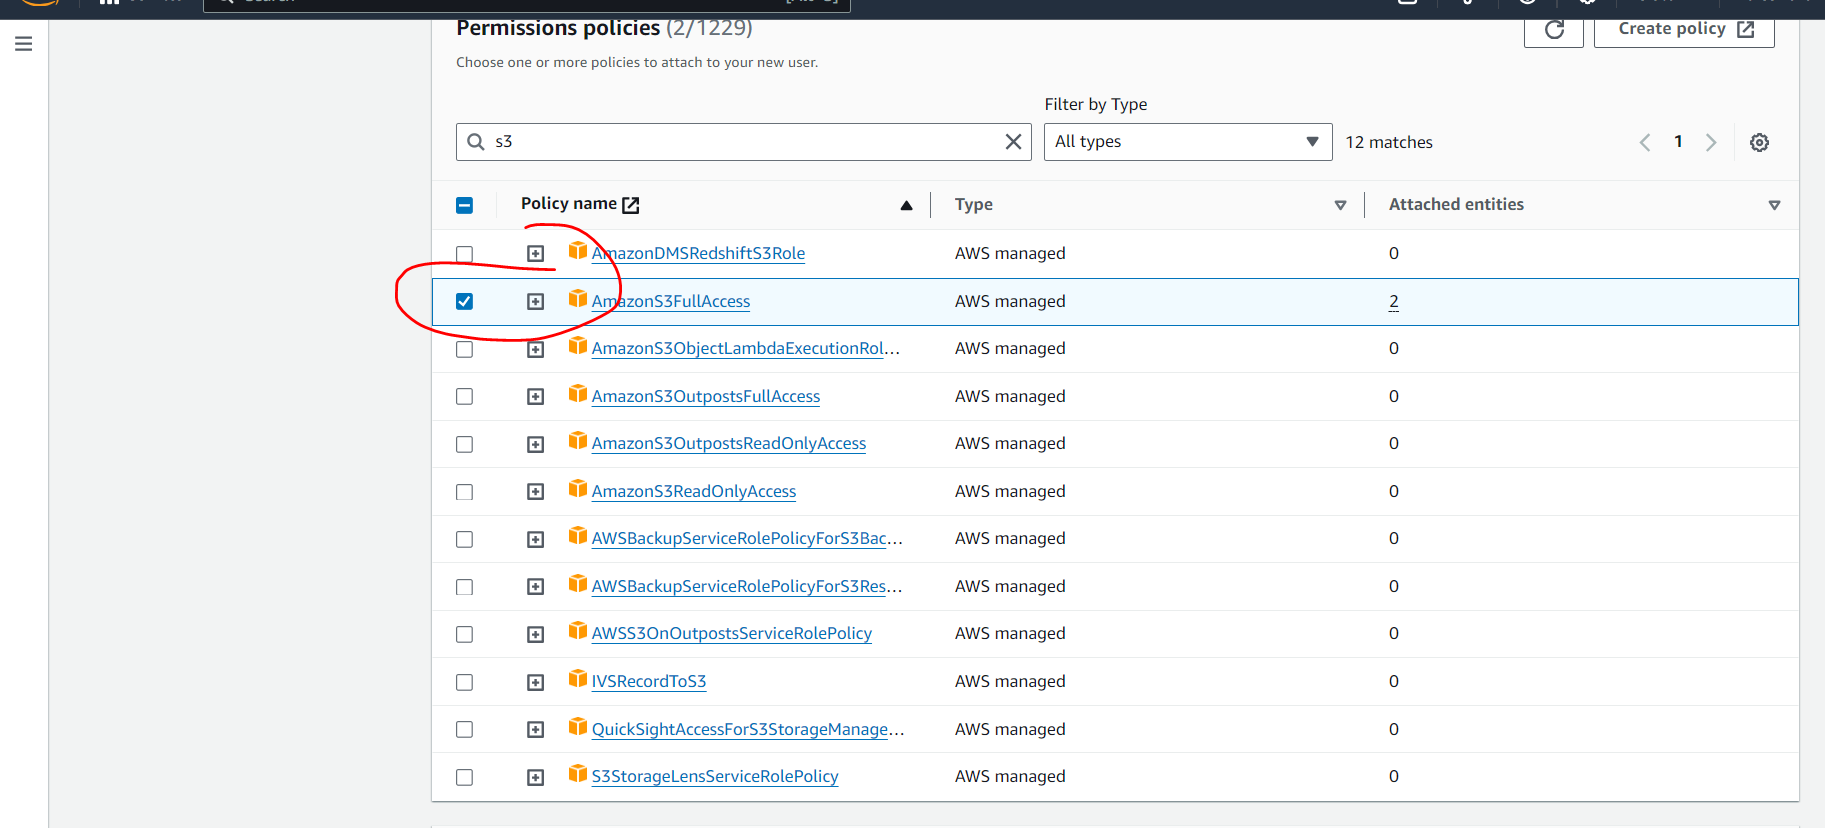 Permissions policies (2/1229)
Create policy
Choose one or more policies to attach to your new user.
Filter by Type
s3
All types
12 matches
1
Policy name
Type
Attached entities
AmazonDMSRedshiftS3Role AWS managed 0
AmazonS3FullAccess AWS managed 2
AmazonS3ObjectLambdaExecutionRol... AWS managed 0
AmazonS3OutpostsFullAccess AWS managed 0
AmazonS3OutpostsReadOnlyAccess AWS managed 0
AmazonS3ReadOnlyAccess AWS managed 0
AWSBackupServiceRolePolicyForS3Bac... AWS managed 0
AWSBackupServiceRolePolicyForS3Res... AWS managed 0
AWSS3OnOutpostsServiceRolePolicy AWS managed 0
IVSRecordToS3 AWS managed 0
QuickSightAccessForS3StorageManage... AWS managed 0
S3StorageLensServiceRolePolicy AWS managed 0